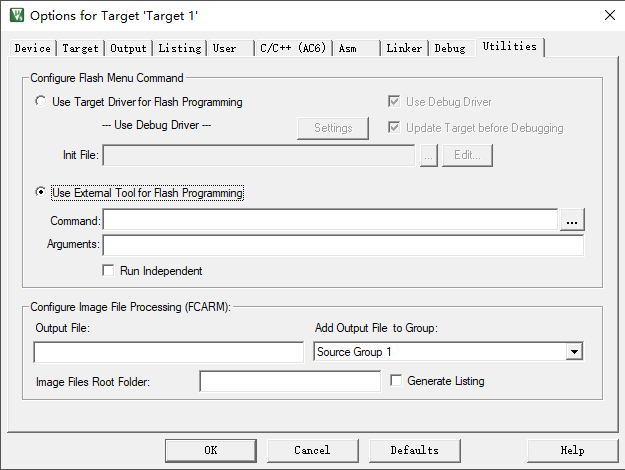 Options for Target 'Target 1'
Device Target Output Listing User C/C++ (AC6) Asm Linker Debug Utilities
Configure Flash Menu Command
Use Target Driver for Flash Programming Use Debug Driver
--- Use Debug Driver --- Settings Update Target before Debugging
Init File: ... Edit...
Use External Tool for Flash Programming
Command: ...
Arguments:
Run Independent
Configure Image File Processing (FCARM):
Output File: Add Output File to Group:
Source Group 1
Image Files Root Folder: Generate Listing
OK Cancel Defaults Help